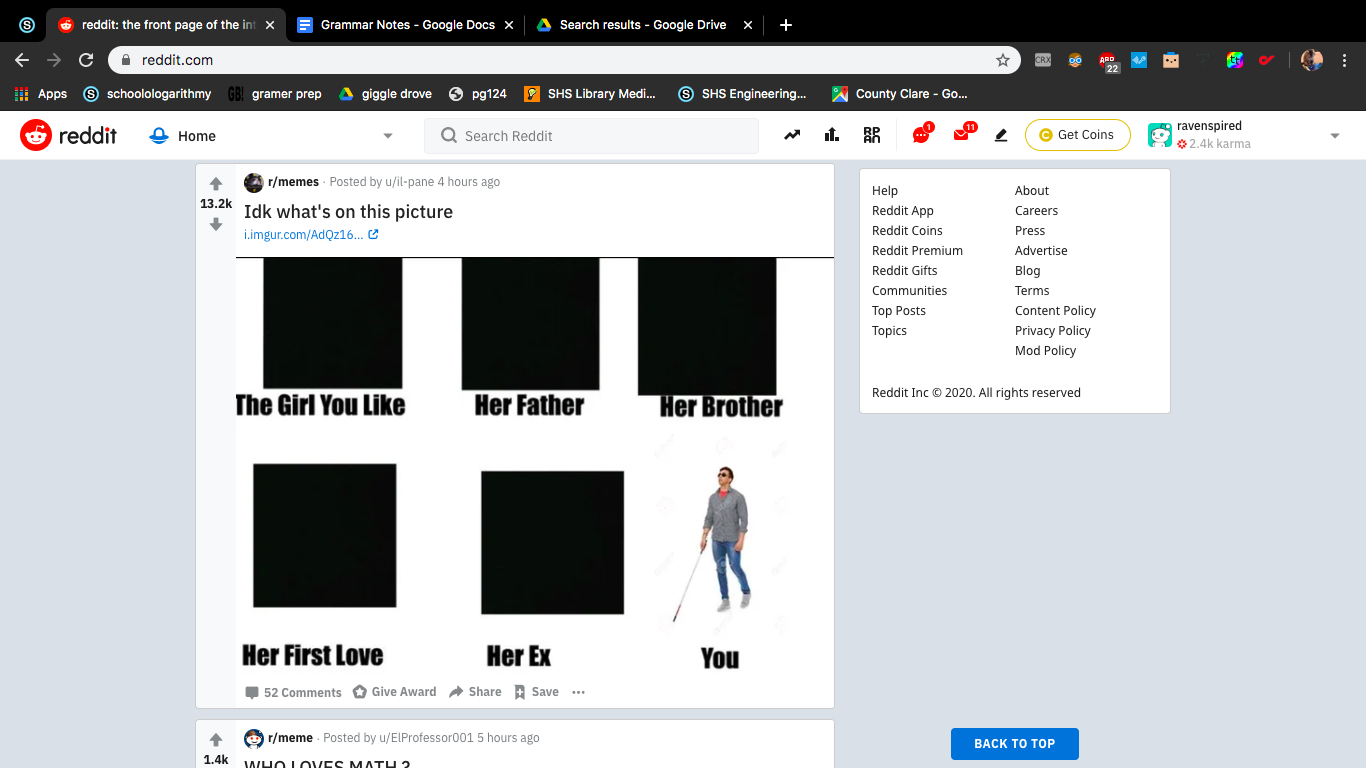 reddit: the front page of the int
Grammar Notes - Google Docs
Search results - Google Drive
reddit.com
CRX
ABP
22
Apps
schoolologarithmy
GB!
gramer prep
giggle drove
pg124
SHS Library Medi...
SHS Engineering...
County Clare - Go...
reddit
Home
Search Reddit
RP
AN
1
11
Get Coins
ravenspired
2.4k karma
r/memes · Posted by u/il-pane 4 hours ago
13.2k
Idk what's on this picture
i.imgur.com/AdQz16...
The Girl You Like
Her Father
Her Brother
Her First Love
Her Ex
You
52 Comments
Give Award
Share
Save
r/meme · Posted by u/ElProfessor001 5 hours ago
1.4k
WHO LOVES MATH ?
Help
About
Reddit App
Careers
Reddit Coins
Press
Reddit Premium
Advertise
Reddit Gifts
Blog
Communities
Terms
Top Posts
Content Policy
Topics
Privacy Policy
Mod Policy
Reddit Inc © 2020. All rights reserved
BACK TO TOP